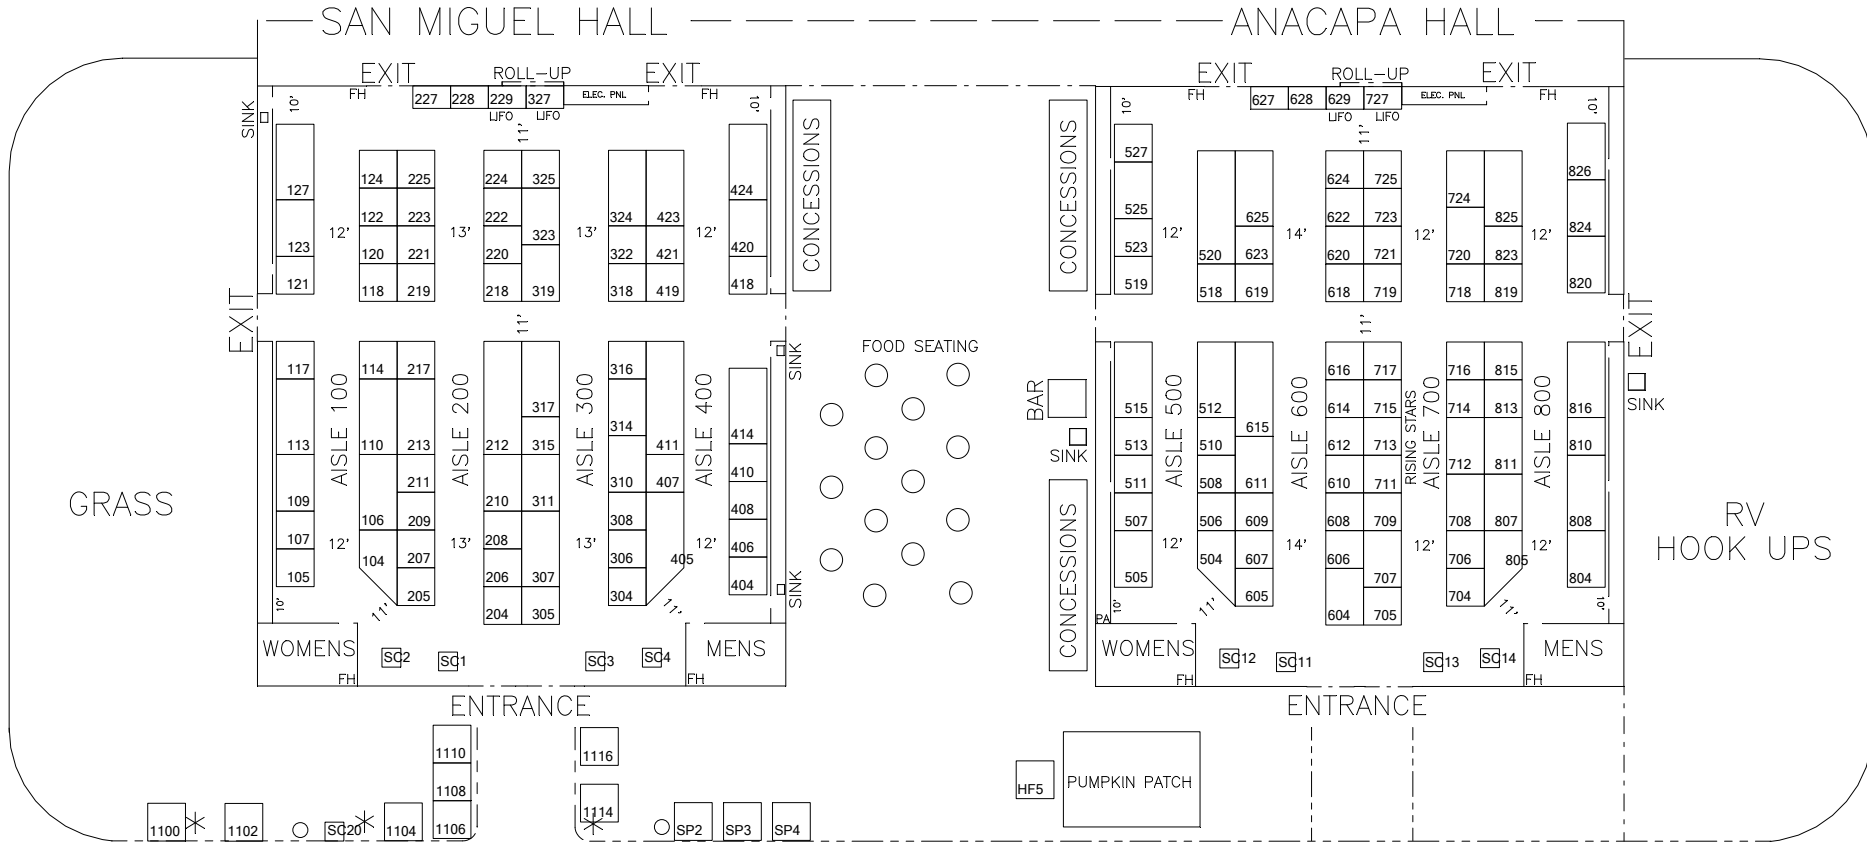 SAN MIGUEL HALL
ANACAPA HALL
EXIT
ROLL-UP
EXIT
EXIT
ROLL-UP
EXIT
FH
227
228
229
327
ELEC. PNL
FH
FH
627
628
629
727
ELEC. PNL
FH
LIFO
LIFO
LIFO
LIFO
SINK
10'
11'
10'
10'
11'
10'
CONCESSIONS
CONCESSIONS
127
123
121
12'
124
122
120
118
225
223
221
219
13'
224
222
220
218
325
323
319
13'
324
322
318
423
421
419
12'
424
420
418
527
525
523
519
12'
520
518
625
623
619
14'
624
622
620
618
725
723
721
719
12'
724
720
718
825
823
819
12'
826
824
820
EXIT
11'
11'
EXIT
117
113
109
107
105
AISLE 100
12'
114
110
106
104
217
213
211
209
207
205
AISLE 200
13'
212
210
208
206
204
317
315
311
307
305
AISLE 300
13'
316
314
310
308
306
304
411
407
405
AISLE 400
12'
414
410
408
406
404
SINK
SINK
FOOD SEATING
BAR
SINK
CONCESSIONS
515
513
511
507
505
AISLE 500
12'
512
510
508
506
504
615
611
609
607
605
AISLE 600
14'
616
614
612
610
608
606
604
717
715
713
711
709
707
705
RISING STARS
AISLE 700
12'
716
714
712
708
706
704
815
813
811
807
805
AISLE 800
12'
816
810
808
804
SINK
GRASS
RV
HOOK UPS
10'
11'
11'
10'
11'
11'
10'
PA
WOMENS
SC2
SC1
SC3
SC4
MENS
WOMENS
SC12
SC11
SC13
SC14
MENS
FH
FH
FH
FH
ENTRANCE
ENTRANCE
1110
1108
1106
1116
1114
HF5
PUMPKIN PATCH
1100
1102
SC20
1104
SP2
SP3
SP4